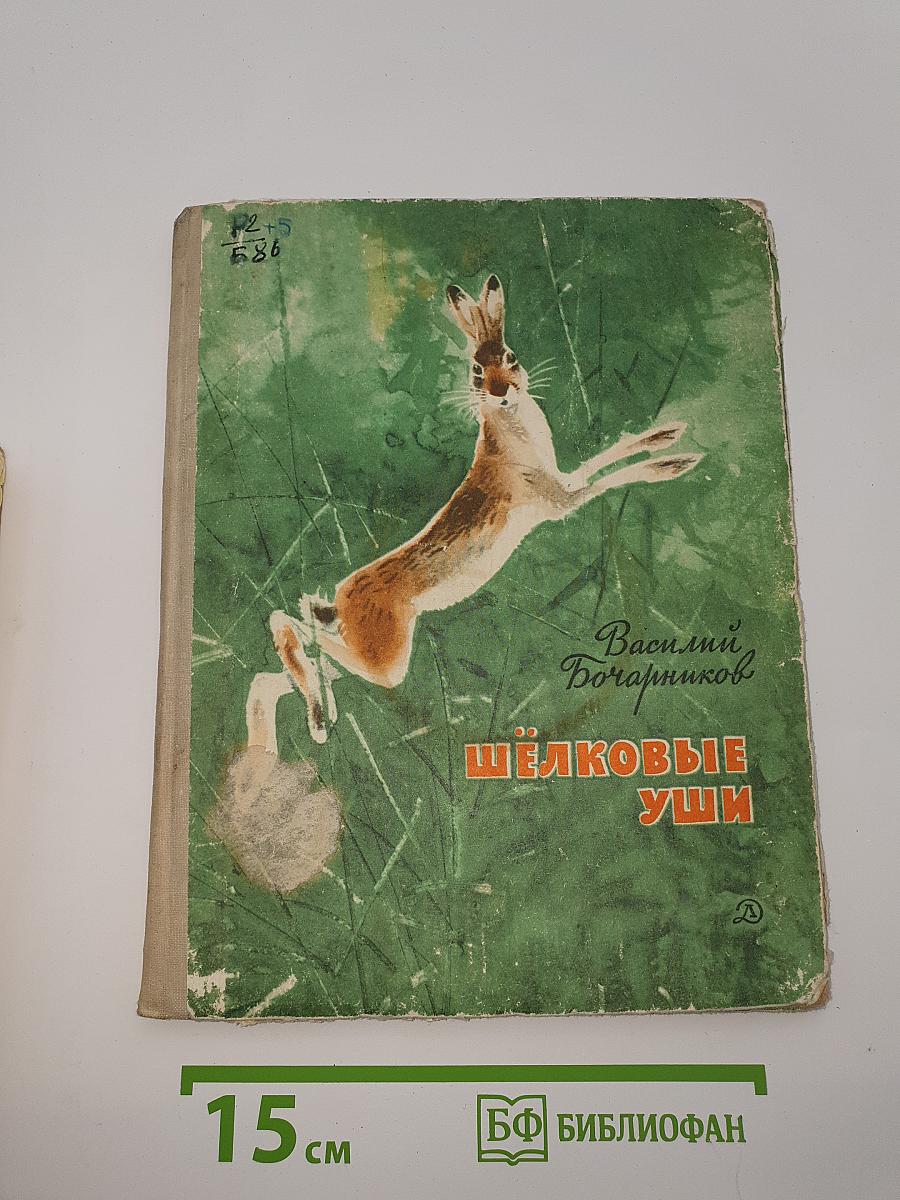 Р2 +5
Б86
Василий
Бочарников
ШЁЛКОВЫЕ
УШИ
Д
15 см
БФ БИБЛИОФАН